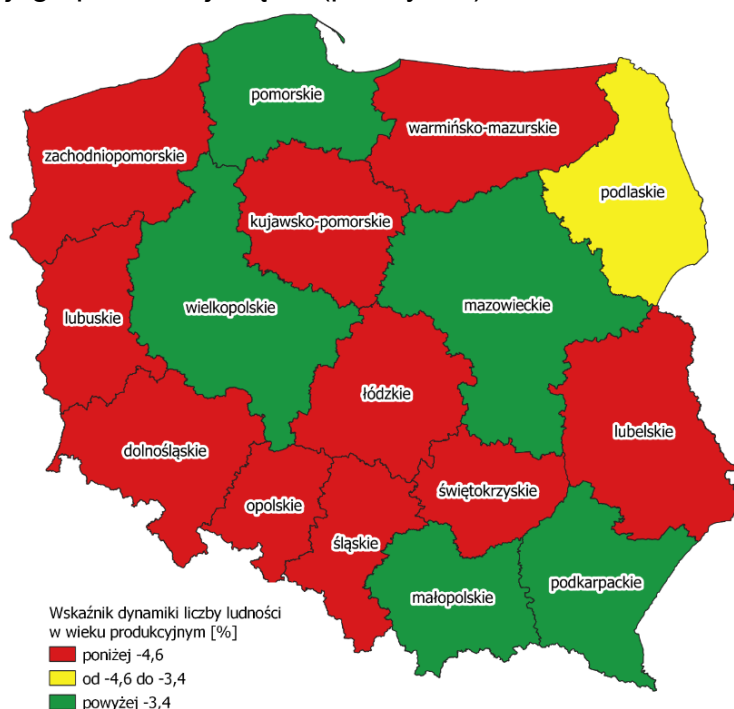 pomorskie
warmińsko-mazurskie
zachodniopomorskie
podlaskie
kujawsko-pomorskie
wielkopolskie
mazowieckie
lubuskie
łódzkie
lubelskie
dolnośląskie
świętokrzyskie
opolskie
śląskie
podkarpackie
małopolskie
Wskaźnik dynamiki liczby ludności
w wieku produkcyjnym [%]
poniżej -4,6
od -4,6 do -3,4
powyżej -3,4